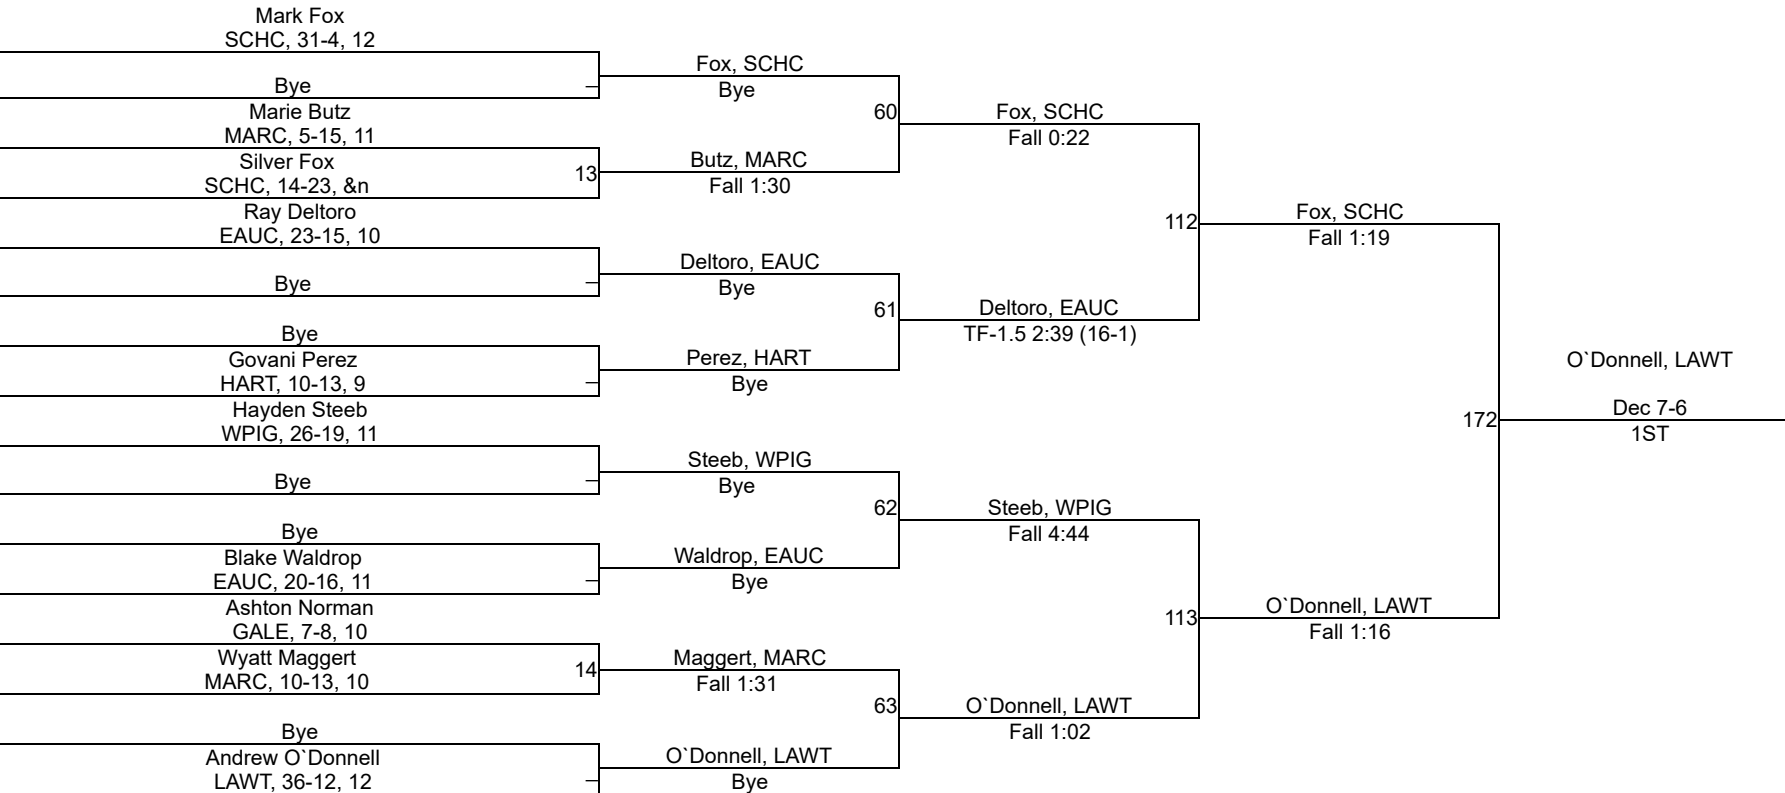 Mark Fox
SCHC, 31-4, 12
Bye
Marie Butz
MARC, 5-15, 11
Silver Fox
SCHC, 14-23, &n
Ray Deltoro
EAUC, 23-15, 10
Bye
Bye
Govani Perez
HART, 10-13, 9
Hayden Steeb
WPIG, 26-19, 11
Bye
Bye
Blake Waldrop
EAUC, 20-16, 11
Ashton Norman
GALE, 7-8, 10
Wyatt Maggert
MARC, 10-13, 10
Bye
Andrew O`Donnell
LAWT, 36-12, 12
13
14
Fox, SCHC
Bye
Butz, MARC
Fall 1:30
Deltoro, EAUC
Bye
Perez, HART
Bye
Steeb, WPIG
Bye
Waldrop, EAUC
Bye
Maggert, MARC
Fall 1:31
O`Donnell, LAWT
Bye
60
61
62
63
Fox, SCHC
Fall 0:22
Deltoro, EAUC
TF-1.5 2:39 (16-1)
Steeb, WPIG
Fall 4:44
O`Donnell, LAWT
Fall 1:02
112
113
Fox, SCHC
Fall 1:19
O`Donnell, LAWT
Fall 1:16
172
O`Donnell, LAWT
Dec 7-6
1ST